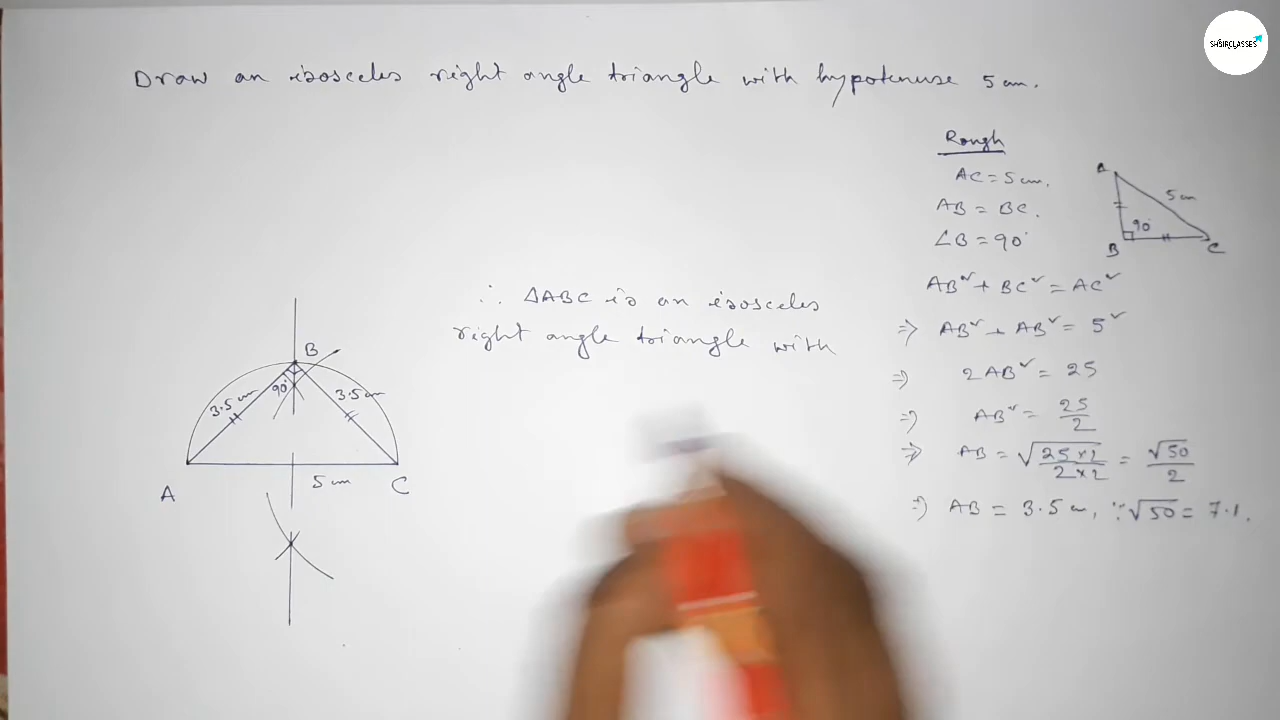 SHSIRCLASSES
Draw an isosceles right angle triangle with hypotenuse 5 cm.
Rough
AC = 5 cm.
AB = BC.
∠B = 90°
A
5 cm
90°
B
C
AB² + BC² = AC²
⇒ AB² + AB² = 5²
⇒ 2AB² = 25
⇒ AB² = 25/2
⇒ AB = √(25×2/2×2) = √50/2
⇒ AB = 3.5 cm, ∵ √50 = 7.1.
∴ ΔABC is an isosceles
right angle triangle with
B
3.5 cm
90°
3.5 cm
5 cm
A
C